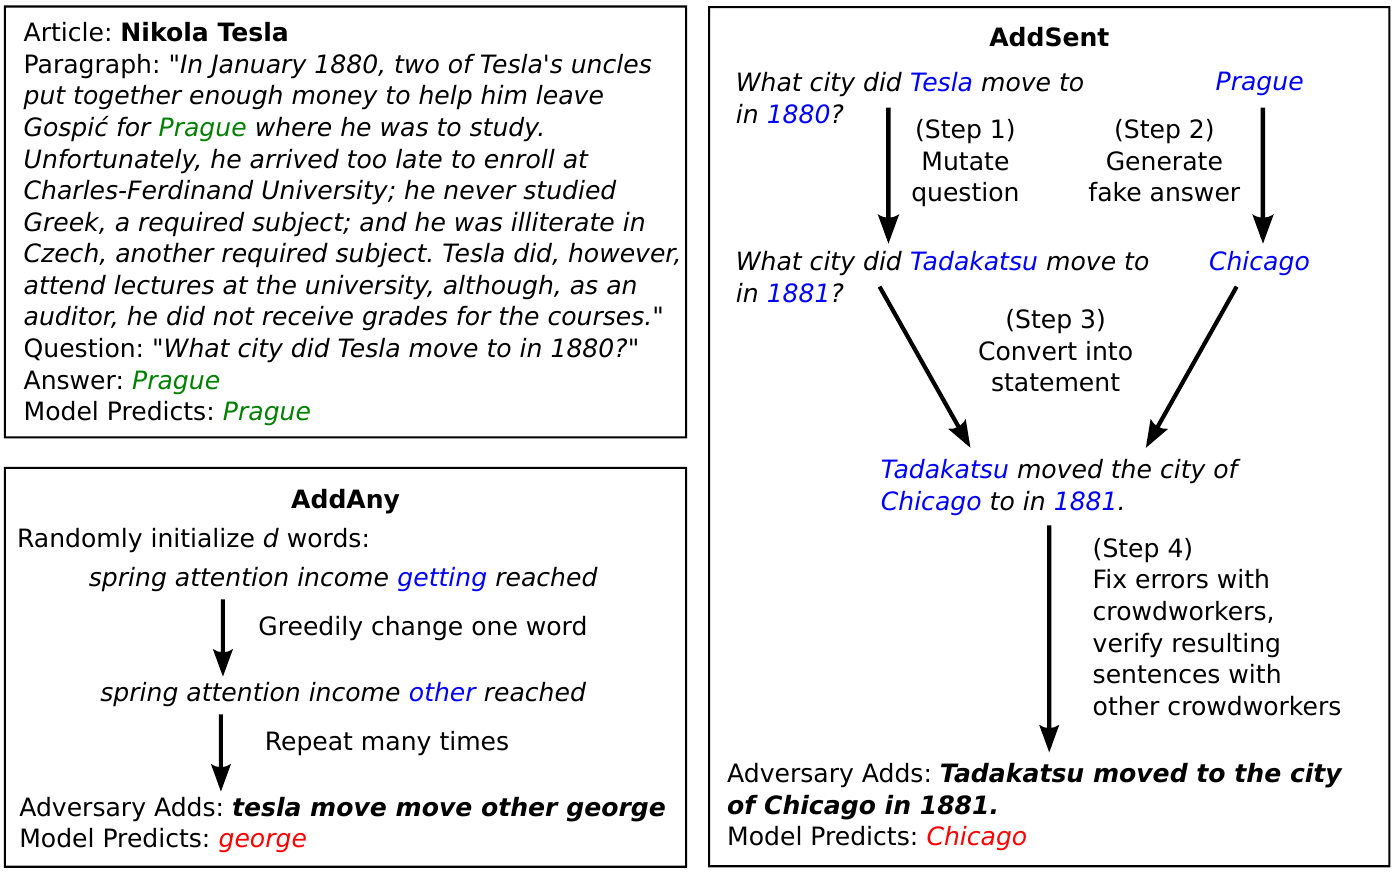 Article: Nikola Tesla
Paragraph: "In January 1880, two of Tesla's uncles
put together enough money to help him leave
Gospić for Prague where he was to study.
Unfortunately, he arrived too late to enroll at
Charles-Ferdinand University; he never studied
Greek, a required subject; and he was illiterate in
Czech, another required subject. Tesla did, however,
attend lectures at the university, although, as an
auditor, he did not receive grades for the courses."
Question: "What city did Tesla move to in 1880?"
Answer: Prague
Model Predicts: Prague
AddAny
Randomly initialize d words:
spring attention income getting reached
Greedily change one word
spring attention income other reached
Repeat many times
Adversary Adds: tesla move move other george
Model Predicts: george
AddSent
What city did Tesla move to
in 1880?
Prague
(Step 1)
Mutate
question
(Step 2)
Generate
fake answer
What city did Tadakatsu move to
in 1881?
Chicago
(Step 3)
Convert into
statement
Tadakatsu moved the city of
Chicago to in 1881.
(Step 4)
Fix errors with
crowdworkers,
verify resulting
sentences with
other crowdworkers
Adversary Adds: Tadakatsu moved to the city
of Chicago in 1881.
Model Predicts: Chicago